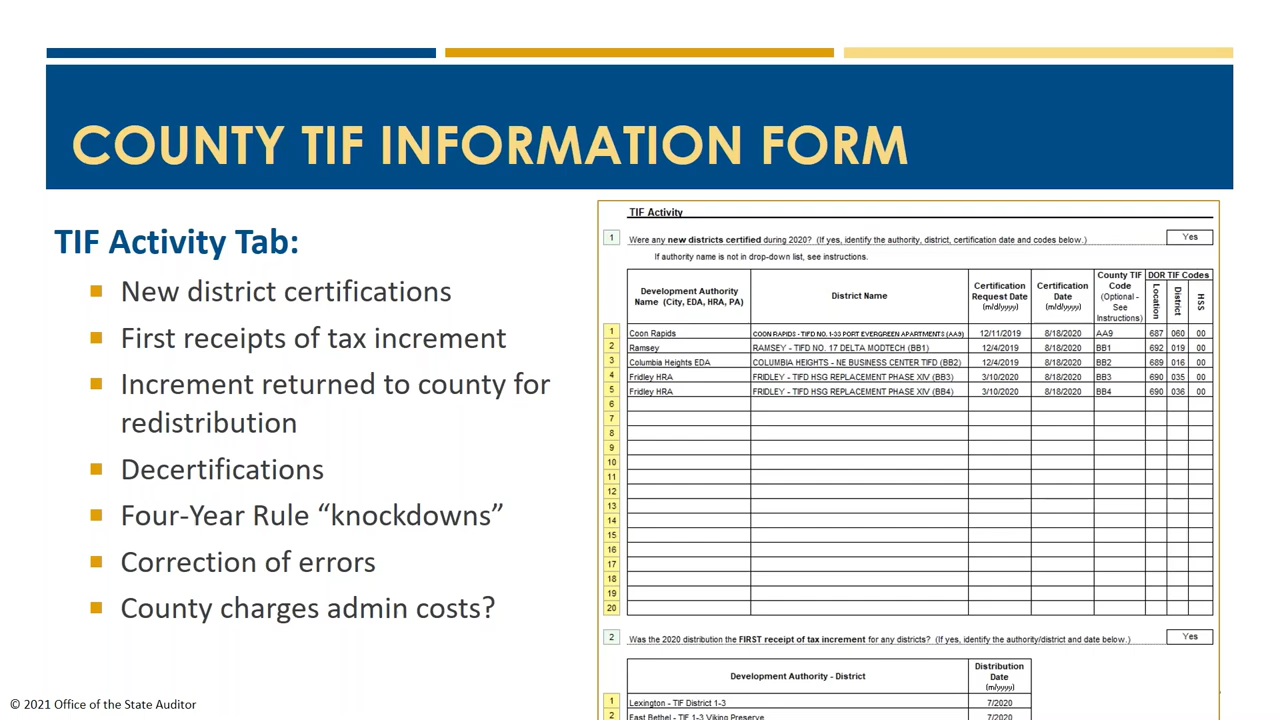 COUNTY TIF INFORMATION FORM
TIF Activity Tab:
New district certifications
First receipts of tax increment
Increment returned to county for
redistribution
Decertifications
Four-Year Rule “knockdowns”
Correction of errors
County charges admin costs?
© 2021 Office of the State Auditor
TIF Activity
1 Were any new districts certified during 2020? (If yes, identify the authority, district, certification date and codes below.) Yes
If authority name is not in drop-down list, see instructions.
Development Authority Name (City, EDA, HRA, PA) District Name Certification Request Date (m/d/yyyy) Certification Date (m/d/yyyy) County TIF Code (Optional - See Instructions) DOR TIF Codes Location District HSS
1 Coon Rapids COON RAPIDS - TIFD NO. 1-33 PORT EVERGREEN APARTMENTS (AA9) 12/11/2019 8/18/2020 AA9 687 060 00
2 Ramsey RAMSEY - TIFD NO. 17 DELTA MODTECH (BB1) 12/4/2019 8/18/2020 BB1 692 019 00
3 Columbia Heights EDA COLUMBIA HEIGHTS - NE BUSINESS CENTER TIFD (BB2) 12/4/2019 8/18/2020 BB2 689 016 00
4 Fridley HRA FRIDLEY - TIFD HSG REPLACEMENT PHASE XIV (BB3) 3/10/2020 8/18/2020 BB3 690 035 00
5 Fridley HRA FRIDLEY - TIFD HSG REPLACEMENT PHASE XIV (BB4) 3/10/2020 8/18/2020 BB4 690 036 00
6
7
8
9
10
11
12
13
14
15
16
17
18
19
20
2 Was the 2020 distribution the FIRST receipt of tax increment for any districts? (If yes, identify the authority/district and date below.) Yes
Development Authority - District Distribution Date (m/yyyy)
1 Lexington - TIF District 1-3 7/2020
2 East Bethel - TIF 1-3 Viking Preserve 7/2020